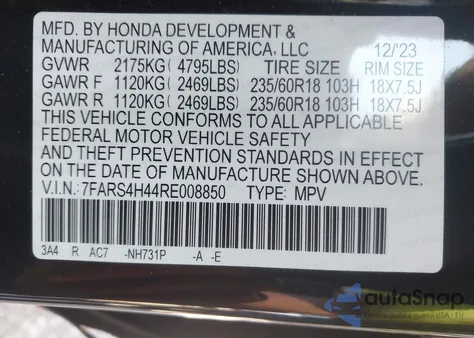 MFD. BY HONDA DEVELOPMENT &
MANUFACTURING OF AMERICA, LLC 12/'23
GVWR 2175KG (4795LBS) TIRE SIZE RIM SIZE
GAWR F 1120KG (2469LBS) 235/60R18 103H 18X7.5J
GAWR R 1120KG (2469LBS) 235/60R18 103H 18X7.5J
THIS VEHICLE CONFORMS TO ALL APPLICABLE
FEDERAL MOTOR VEHICLE SAFETY
AND THEFT PREVENTION STANDARDS IN EFFECT
ON THE DATE OF MANUFACTURE SHOWN ABOVE.
V.I.N: 7FARS4H44RE008850 TYPE: MPV
3A4 R AC7 -NH731P -A -E
autoSnap